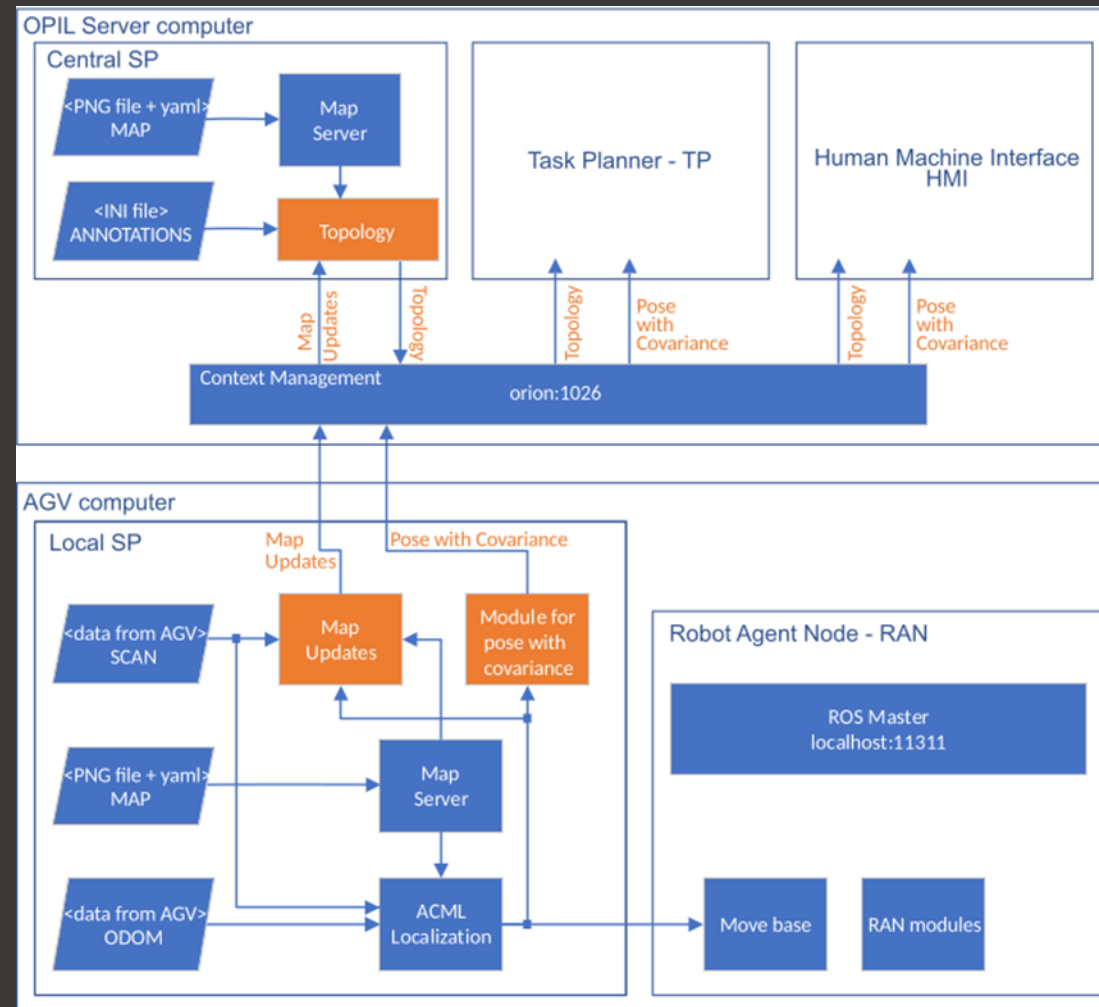 OPIL Server computer
Central SP
<PNG file + yaml>
MAP
Map
Server
<INI file>
ANNOTATIONS
Topology
Task Planner - TP
Human Machine Interface
HMI
Map
Updates
Topology
Topology
Pose
with
Covariance
Topology
Pose
with
Covariance
Context Management
orion:1026
AGV computer
Local SP
Map
Updates
Pose with Covariance
<data from AGV>
SCAN
Map
Updates
Module for
pose with
covariance
<PNG file + yaml>
MAP
Map
Server
<data from AGV>
ODOM
ACML
Localization
Robot Agent Node - RAN
ROS Master
localhost:11311
Move base
RAN modules